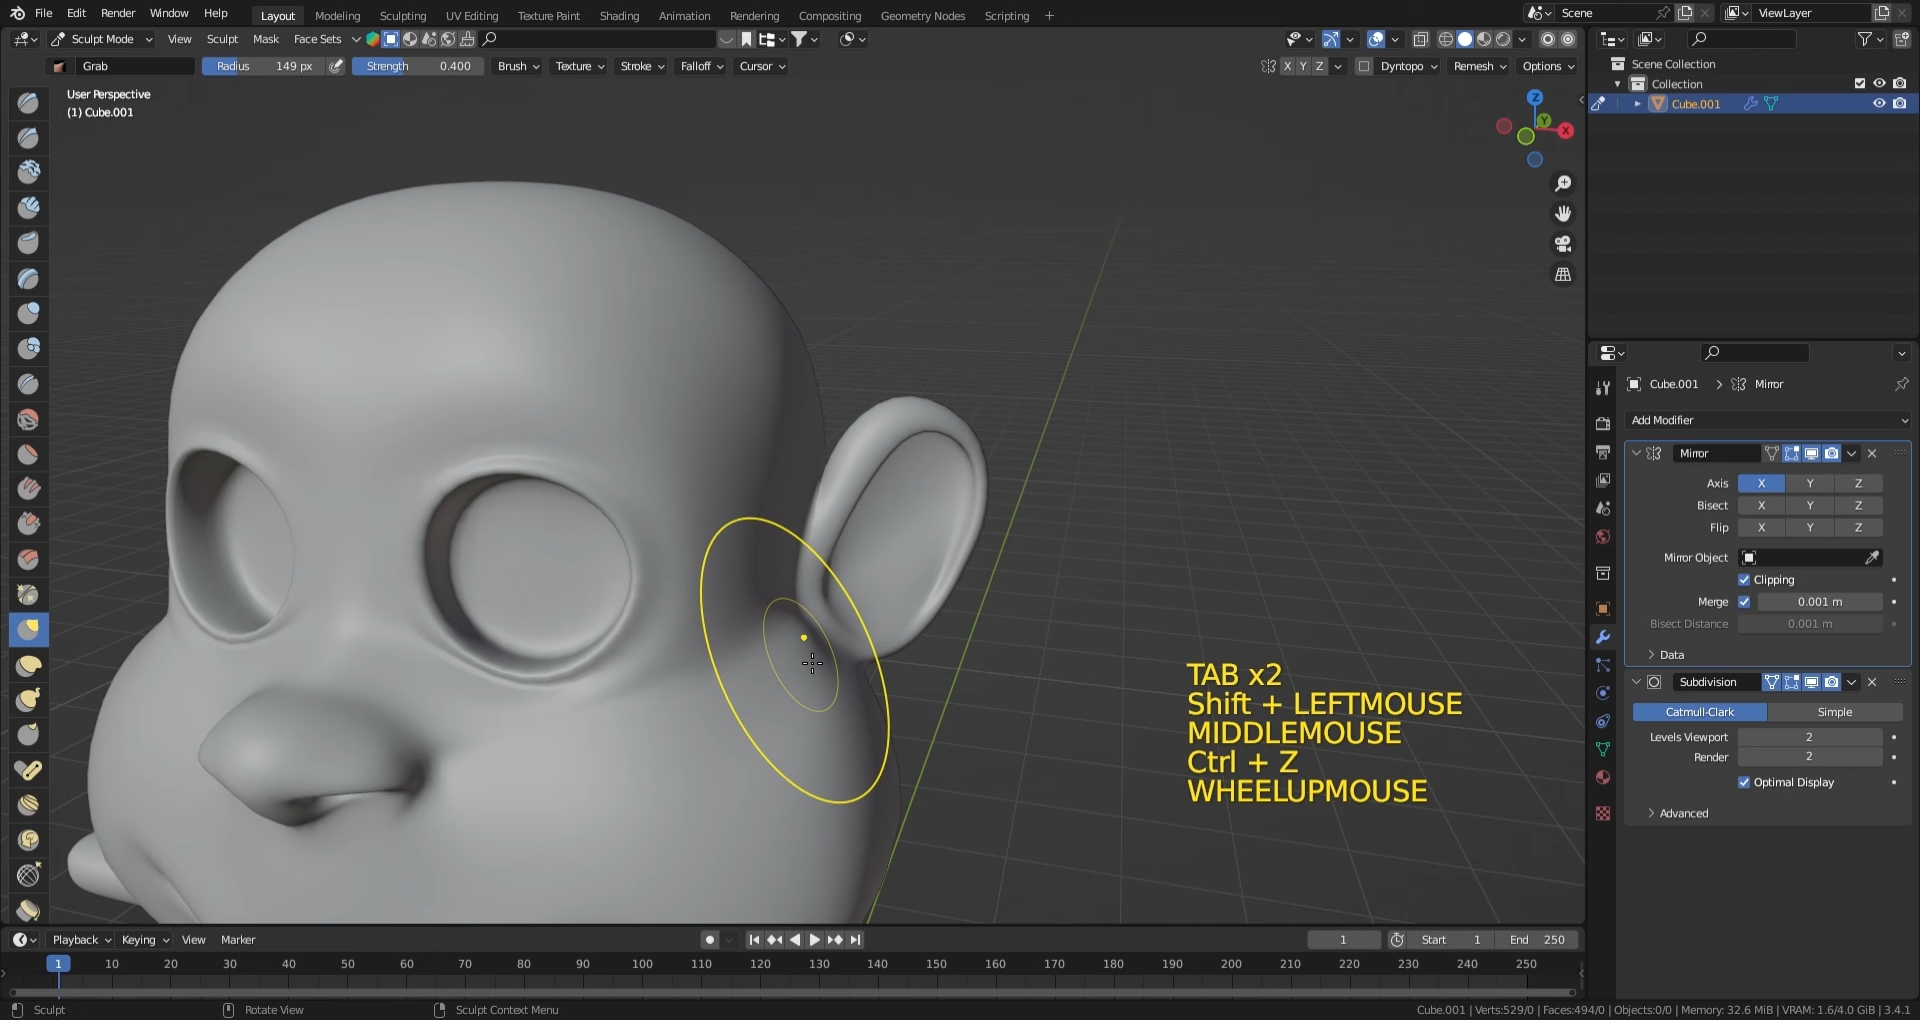 File Edit Render Window Help Layout Modeling Sculpting UV Editing Texture Paint Shading Animation Rendering Compositing Geometry Nodes Scripting + Scene ViewLayer
Sculpt Mode View Sculpt Mask Face Sets
Grab Radius 149 px Strength 0.400 Brush Texture Stroke Falloff Cursor X Y Z Dyntopo Remesh Options
User Perspective
(1) Cube.001
Z
Y
X
TAB x2
Shift + LEFTMOUSE
MIDDLEMOUSE
Ctrl + Z
WHEELUPMOUSE
Scene Collection
Collection
Cube.001
Cube.001 > Mirror
Add Modifier
Mirror
Axis X Y Z
Bisect X Y Z
Flip X Y Z
Mirror Object
Clipping
Merge 0.001 m
Bisect Distance 0.001 m
Data
Subdivision
Catmull-Clark Simple
Levels Viewport 2
Render 2
Optimal Display
Advanced
Playback Keying View Marker 1 Start 1 End 250
1 10 20 30 40 50 60 70 80 90 100 110 120 130 140 150 160 170 180 190 200 210 220 230 240 250
Sculpt Rotate View Sculpt Context Menu Cube.001 | Verts:529/0 | Faces:494/0 | Objects:0/0 | Memory: 32.6 MiB | VRAM: 1.6/4.0 GiB | 3.4.1